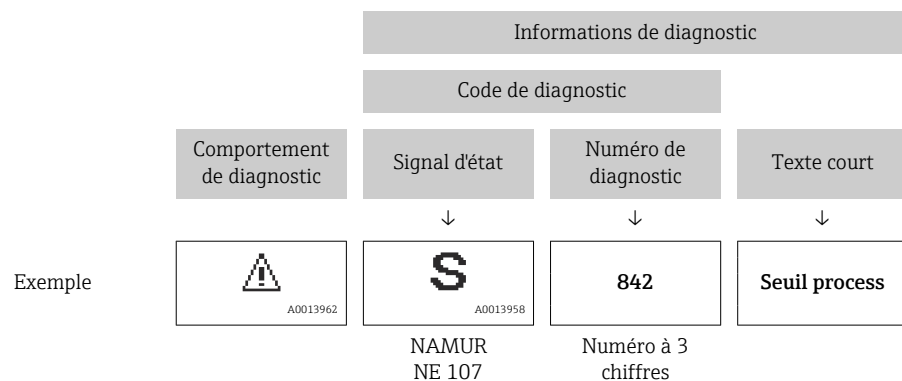 Informations de diagnostic
Code de diagnostic
Comportement
de diagnostic
Signal d'état
Numéro de
diagnostic
Texte court
↓ ↓ ↓
Exemple
A0013962
S
A0013958
842
Seuil process
NAMUR
NE 107
Numéro à 3
chiffres